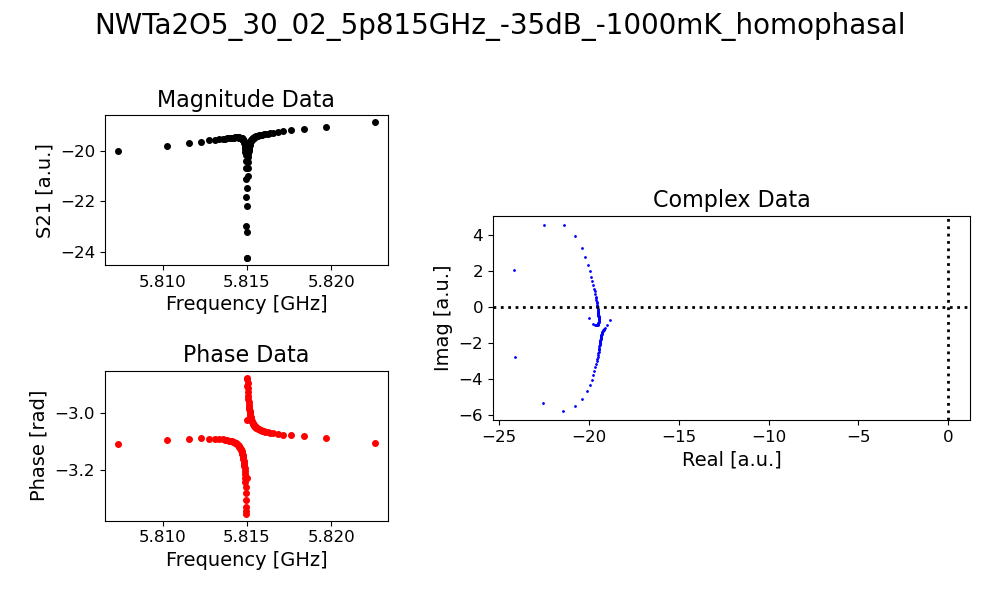 NWTa2O5_30_02_5p815GHz_-35dB_-1000mK_homophasal
Magnitude Data
S21 [a.u.]
−20
−22
−24
5.810 5.815 5.820
Frequency [GHz]
Phase Data
Phase [rad]
−3.0
−3.2
5.810 5.815 5.820
Frequency [GHz]
Complex Data
Imag [a.u.]
4
2
0
−2
−4
−6
−25 −20 −15 −10 −5 0
Real [a.u.]